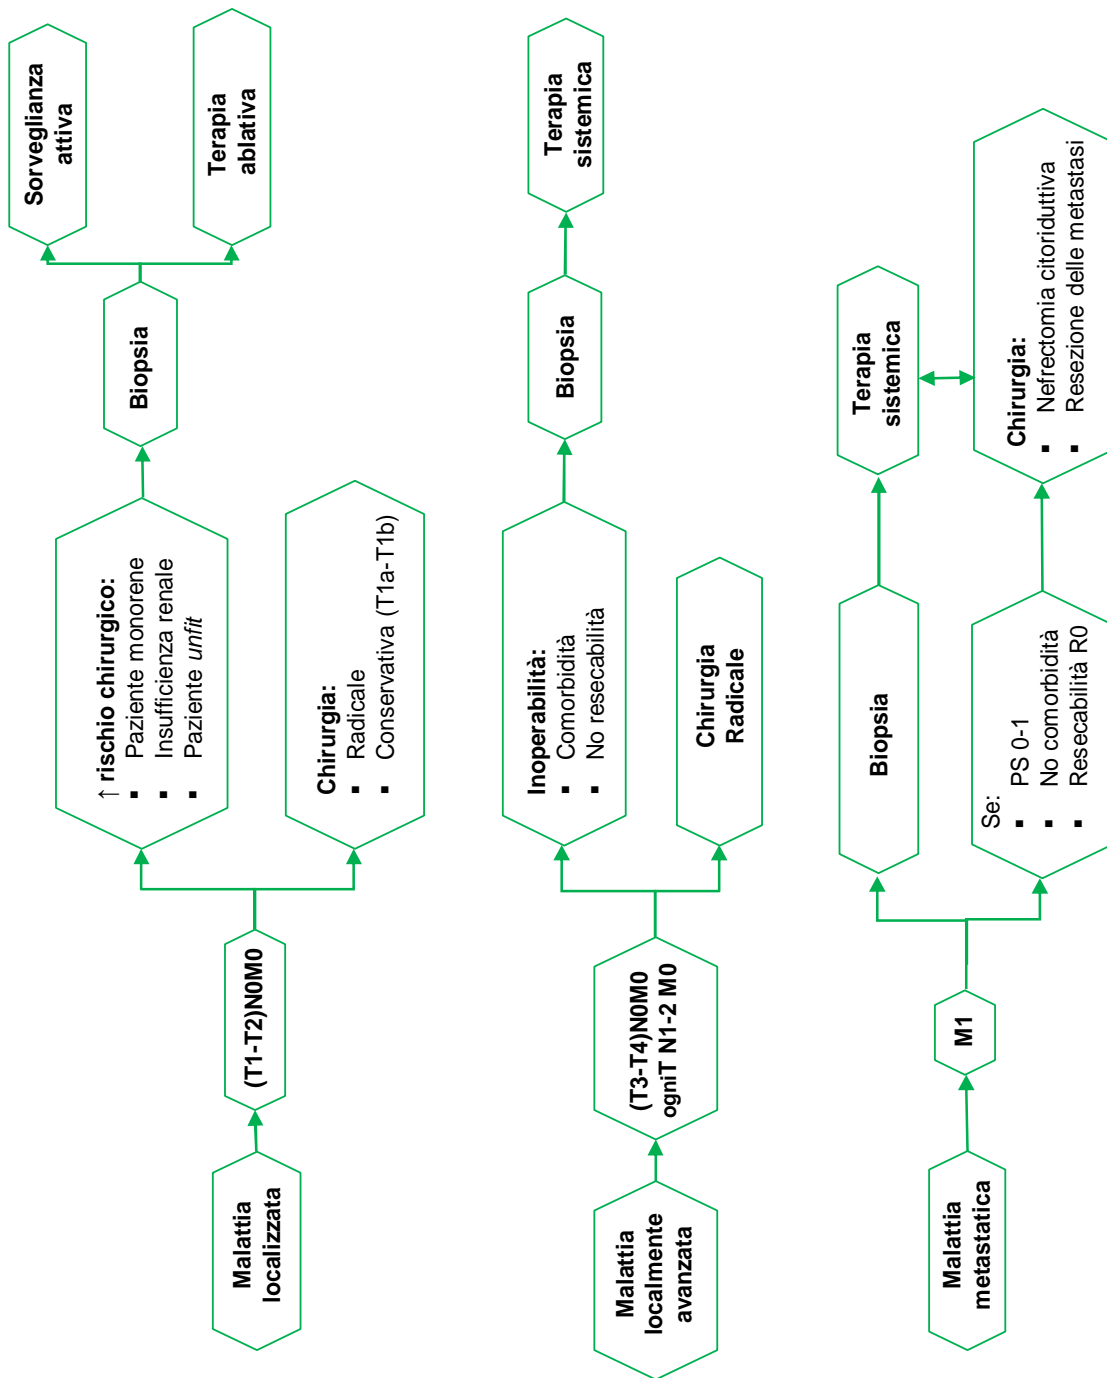 Malattia
localizzata
(T1-T2)N0M0
↑ rischio chirurgico:
▪ Paziente monorene
▪ Insufficienza renale
▪ Paziente unfit
Biopsia
Sorveglianza
attiva
Terapia
ablativa
Chirurgia:
▪ Radicale
▪ Conservativa (T1a-T1b)
Malattia
localmente
avanzata
(T3-T4)N0M0
ogniT N1-2 M0
Inoperabilità:
▪ Comorbidità
▪ No resecabilità
Biopsia
Terapia
sistemica
Chirurgia
Radicale
Malattia
metastatica
M1
Biopsia
Terapia
sistemica
Se:
▪ PS 0-1
▪ No comorbidità
▪ Resecabilità R0
Chirurgia:
▪ Nefrectomia citoriduttiva
▪ Resezione delle metastasi